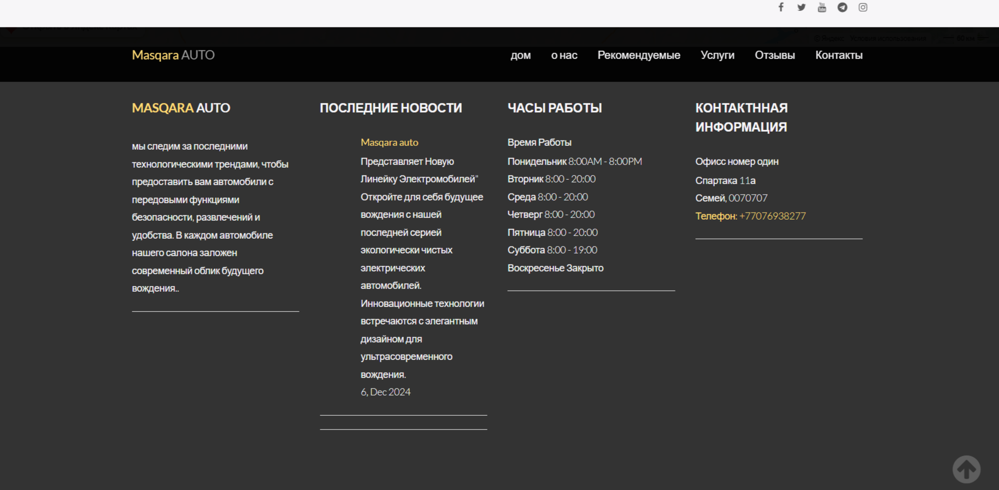 © Яндекс Условия использования 60 км
Masqara AUTO
дом о нас Рекомендуемые Услуги Отзывы Контакты
MASQARA AUTO
мы следим за последними
технологическими трендами, чтобы
предоставить вам автомобили с
передовыми функциями
безопасности, развлечений и
удобства. В каждом автомобиле
нашего салона заложен
современный облик будущего
вождения..
ПОСЛЕДНИЕ НОВОСТИ
Masqara auto
Представляет Новую
Линейку Электромобилей"
Откройте для себя будущее
вождения с нашей
последней серией
экологически чистых
электрических
автомобилей.
Инновационные технологии
встречаются с элегантным
дизайном для
ультрасовременного
вождения.
6, Dec 2024
ЧАСЫ РАБОТЫ
Время Работы
Понидельник 8:00AM - 8:00PM
Вторник 8:00 - 20:00
Среда 8:00 - 20:00
Четверг 8:00 - 20:00
Пятница 8:00 - 20:00
Суббота 8:00 - 19:00
Воскресенье Закрыто
КОНТАКТННАЯ
ИНФОРМАЦИЯ
Офисс номер один
Спартака 11а
Семей, 0070707
Телефон: +77076938277